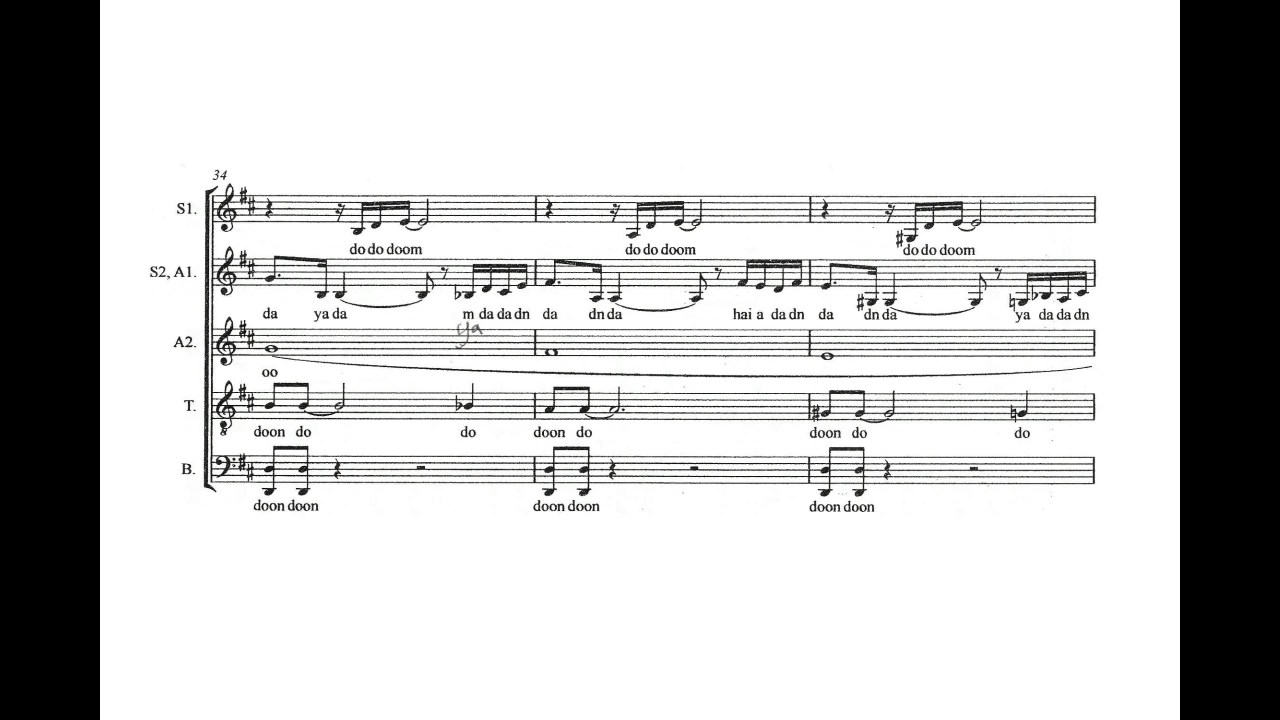 34
S1.
do do doom do do doom do do doom
S2, A1.
da ya da m da da dn da dn da hai a da dn da dn da ya da da dn
ya
A2.
oo
T.
doon do do doon do doon do do
8
B.
doon doon doon doon doon doon